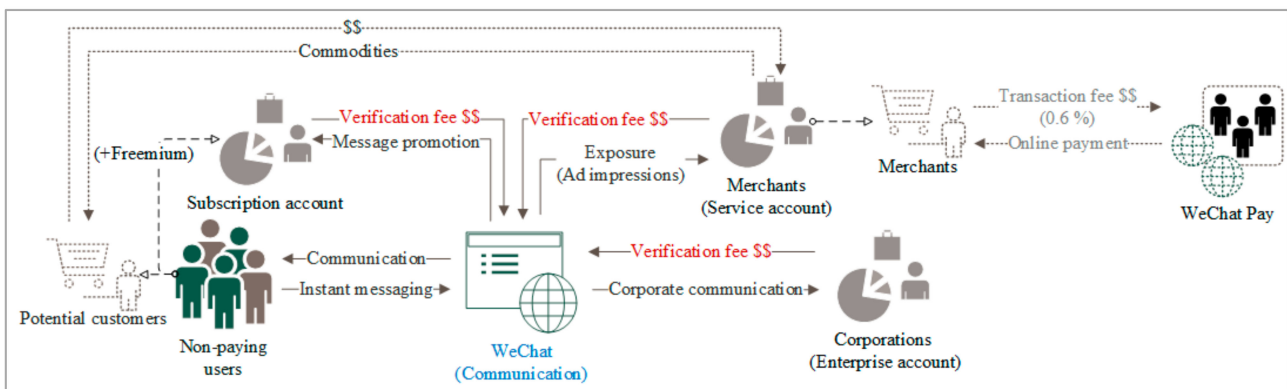 $$
Commodities
Verification fee $$
Message promotion
(+Freemium)
Subscription account
Verification fee $$
Exposure
(Ad impressions)
Merchants
(Service account)
Merchants
Transaction fee $$
(0.6 %)
Online payment
WeChat Pay
Potential customers
Non-paying
users
Communication
Instant messaging
WeChat
(Communication)
Verification fee $$
Corporate communication
Corporations
(Enterprise account)